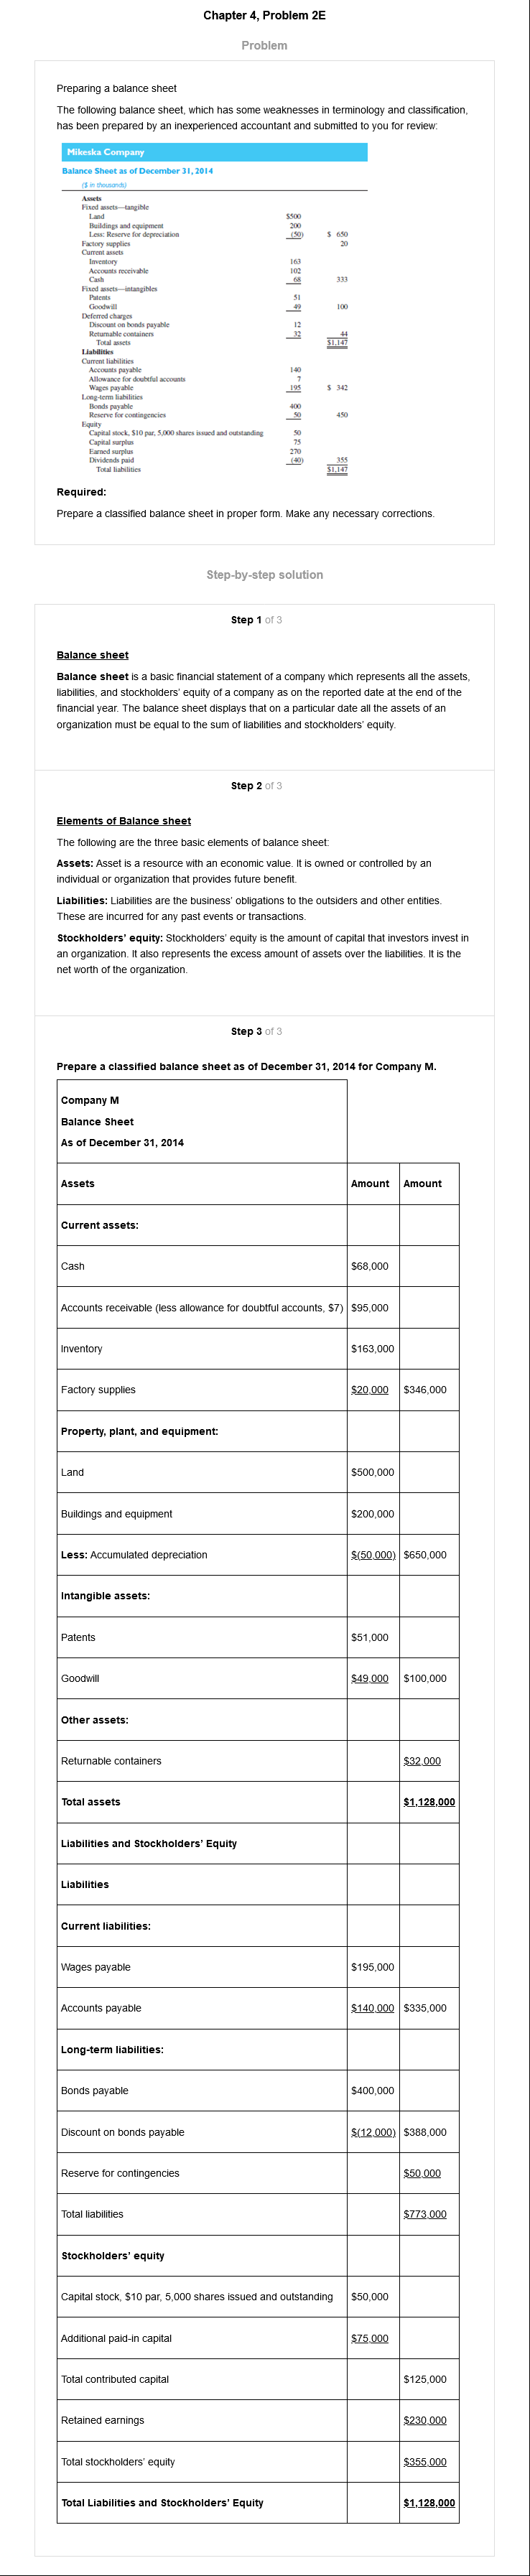 Chapter 4, Problem 2E
Problem
Preparing a balance sheet
The following balance sheet, which has some weaknesses in terminology and classification,
has been prepared by an inexperienced accountant and submitted to you for review:
Mikeska Company
Balance Sheet as of December 31, 2014
($ in thousands)
Assets
Fixed assets—tangible
Land $500
Buildings and equipment 200
Less: Reserve for depreciation (50) $ 650
Factory supplies 20
Current assets
Inventory 163
Accounts receivable 102
Cash 68 333
Fixed assets—intangibles
Patents 51
Goodwill 49 100
Deferred charges
Discount on bonds payable 12
Returnable containers 32 44
Total assets $1,147
Liabilities
Current liabilities
Accounts payable 140
Allowance for doubtful accounts 7
Wages payable 195 $ 342
Long-term liabilities
Bonds payable 400
Reserve for contingencies 50 450
Equity
Capital stock, $10 par, 5,000 shares issued and outstanding 50
Capital surplus 75
Earned surplus 270
Dividends paid (40) 355
Total liabilities $1,147
Required:
Prepare a classified balance sheet in proper form. Make any necessary corrections.
Step-by-step solution
Step 1 of 3
Balance sheet
Balance sheet is a basic financial statement of a company which represents all the assets,
liabilities, and stockholders' equity of a company as on the reported date at the end of the
financial year. The balance sheet displays that on a particular date all the assets of an
organization must be equal to the sum of liabilities and stockholders' equity.
Step 2 of 3
Elements of Balance sheet
The following are the three basic elements of balance sheet:
Assets: Asset is a resource with an economic value. It is owned or controlled by an
individual or organization that provides future benefit.
Liabilities: Liabilities are the business' obligations to the outsiders and other entities.
These are incurred for any past events or transactions.
Stockholders' equity: Stockholders' equity is the amount of capital that investors invest in
an organization. It also represents the excess amount of assets over the liabilities. It is the
net worth of the organization.
Step 3 of 3
Prepare a classified balance sheet as of December 31, 2014 for Company M.
Company M
Balance Sheet
As of December 31, 2014
Assets Amount Amount
Current assets:
Cash $68,000
Accounts receivable (less allowance for doubtful accounts, $7) $95,000
Inventory $163,000
Factory supplies $20,000 $346,000
Property, plant, and equipment:
Land $500,000
Buildings and equipment $200,000
Less: Accumulated depreciation $(50,000) $650,000
Intangible assets:
Patents $51,000
Goodwill $49,000 $100,000
Other assets:
Returnable containers $32,000
Total assets $1,128,000
Liabilities and Stockholders' Equity
Liabilities
Current liabilities:
Wages payable $195,000
Accounts payable $140,000 $335,000
Long-term liabilities:
Bonds payable $400,000
Discount on bonds payable $(12,000) $388,000
Reserve for contingencies $50,000
Total liabilities $773,000
Stockholders' equity
Capital stock, $10 par, 5,000 shares issued and outstanding $50,000
Additional paid-in capital $75,000
Total contributed capital $125,000
Retained earnings $230,000
Total stockholders' equity $355,000
Total Liabilities and Stockholders' Equity $1,128,000